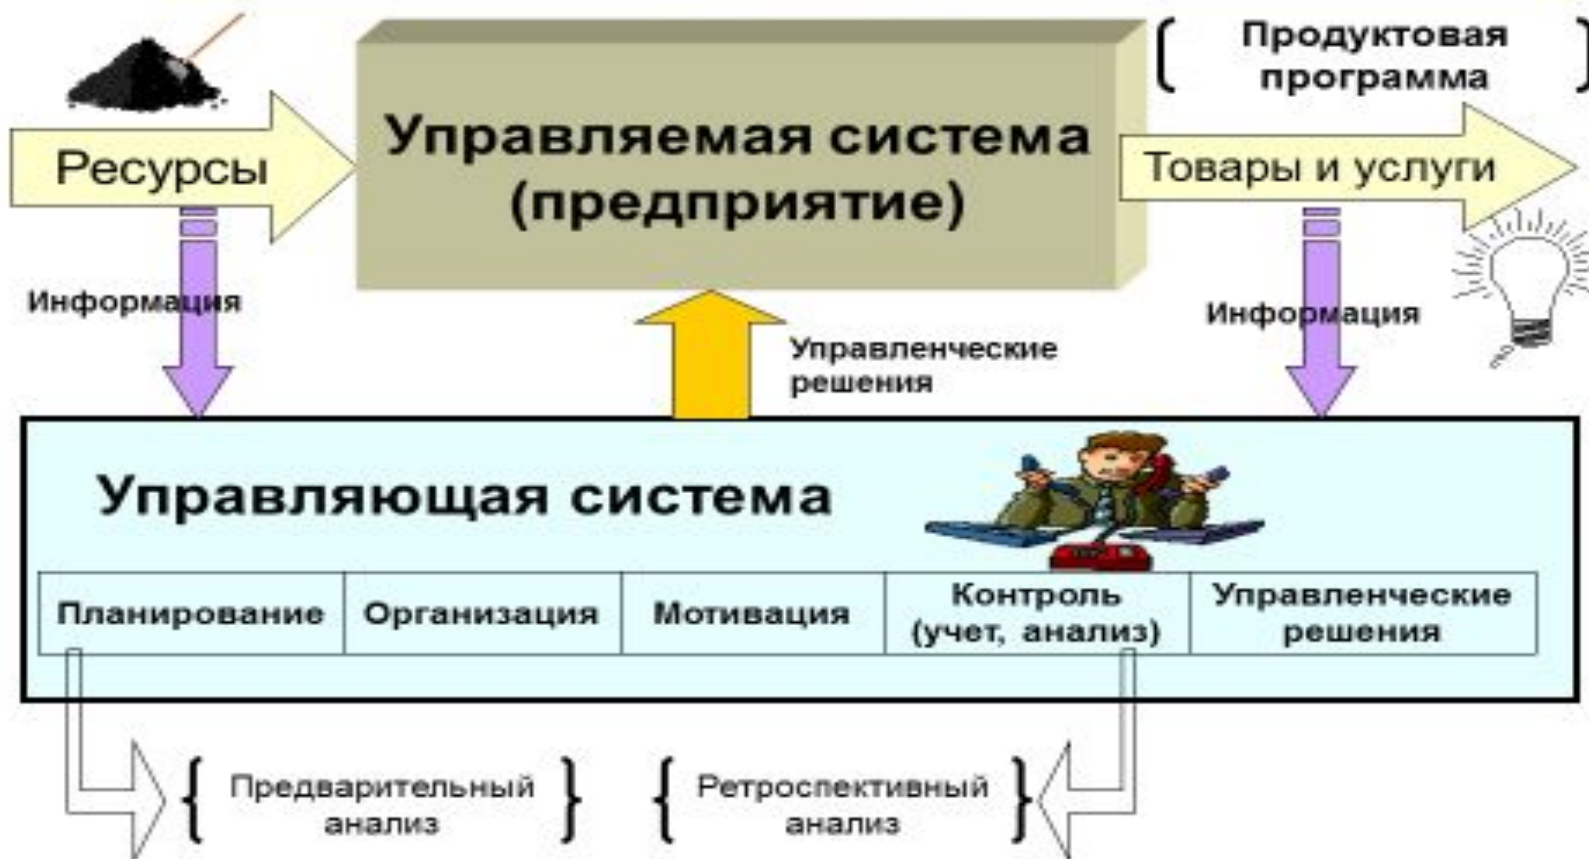 Продуктовая
программа
Управляемая система
(предприятие)
Ресурсы
Товары и услуги
Информация
Информация
Управленческие
решения
Управляющая система
Планирование
Организация
Мотивация
Контроль
(учет, анализ)
Управленческие
решения
Предварительный
анализ
Ретроспективный
анализ